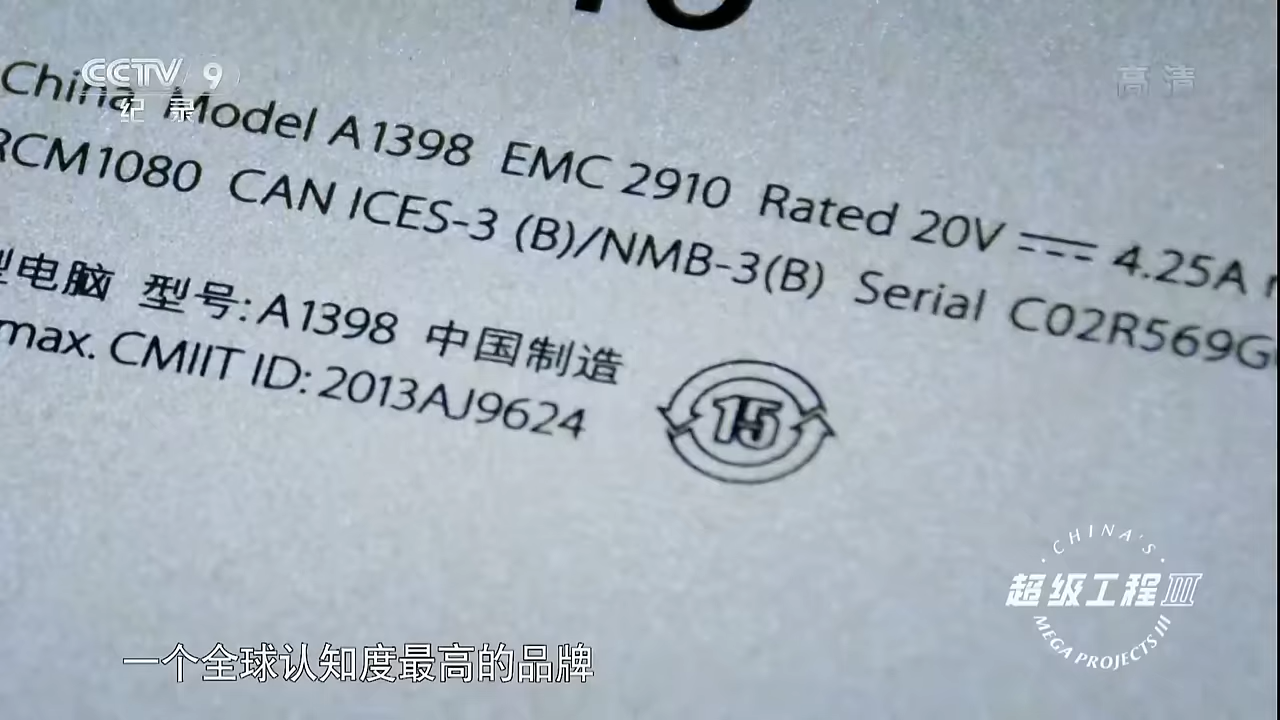 CCTV 9
纪录
高清
China Model A1398 EMC 2910 Rated 20V 4.25A
RCM1080 CAN ICES-3 (B)/NMB-3(B) Serial C02R569G
型电脑 型号: A1398 中国制造
max. CMIIT ID: 2013AJ9624
15
CHINA'S
超级工程III
MEGA PROJECTS III
一个全球认知度最高的品牌